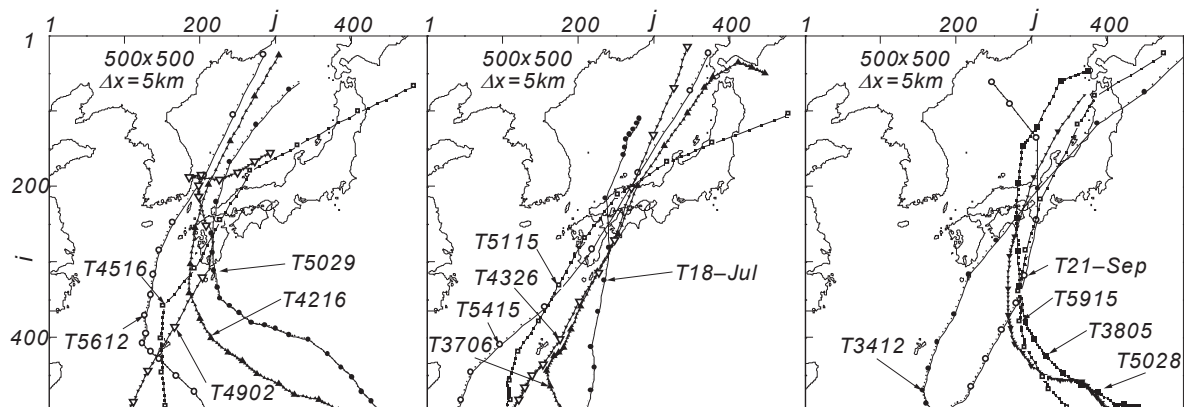 1 200 j 400
1
500x500
Δx=5km
200
i
400
T4516
T5612
T4902
T4216
T5029
1 200 j 400
500x500
Δx=5km
T5115
T4326
T5415
T3706
T18–Jul
1 200 j 400
500x500
Δx=5km
T21–Sep
T5915
T3805
T3412
T5028